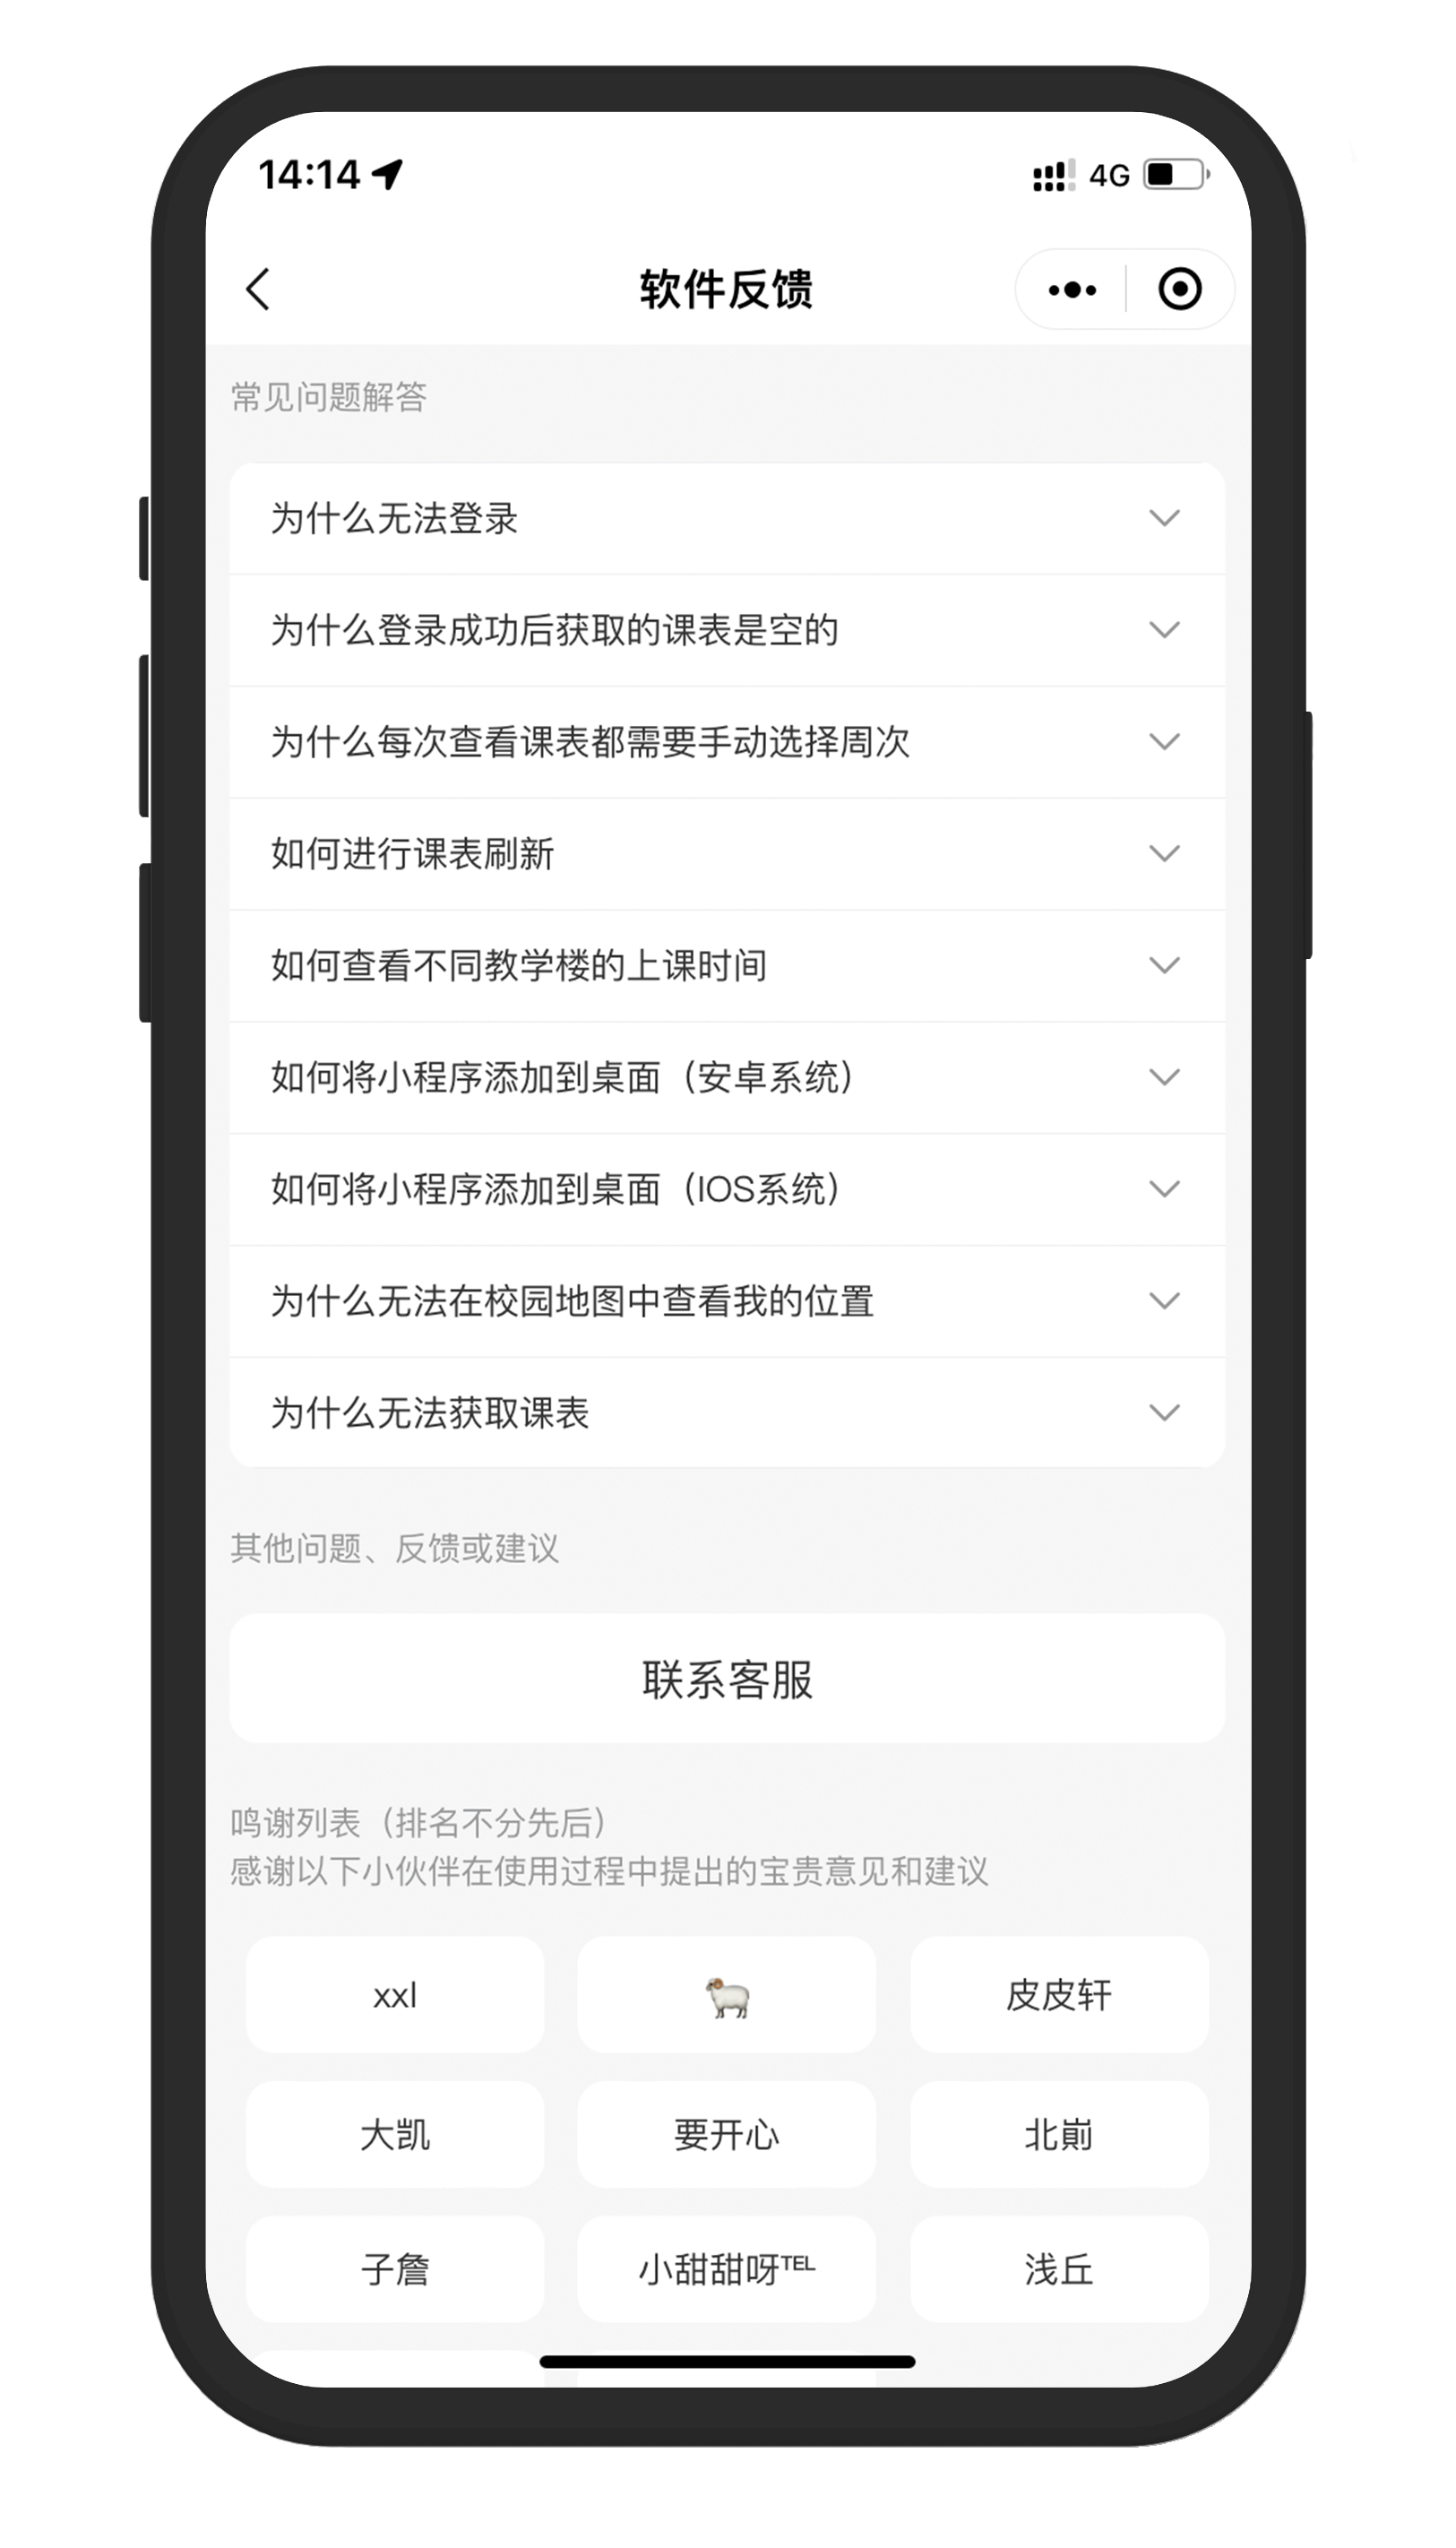 14:14
4G
软件反馈
常见问题解答
为什么无法登录
为什么登录成功后获取的课表是空的
为什么每次查看课表都需要手动选择周次
如何进行课表刷新
如何查看不同教学楼的上课时间
如何将小程序添加到桌面（安卓系统）
如何将小程序添加到桌面（IOS系统）
为什么无法在校园地图中查看我的位置
为什么无法获取课表
其他问题、反馈或建议
联系客服
鸣谢列表（排名不分先后）
感谢以下小伙伴在使用过程中提出的宝贵意见和建议
xxl
🐏
皮皮轩
大凯
要开心
北崱
子詹
小甜甜呀℡
浅丘